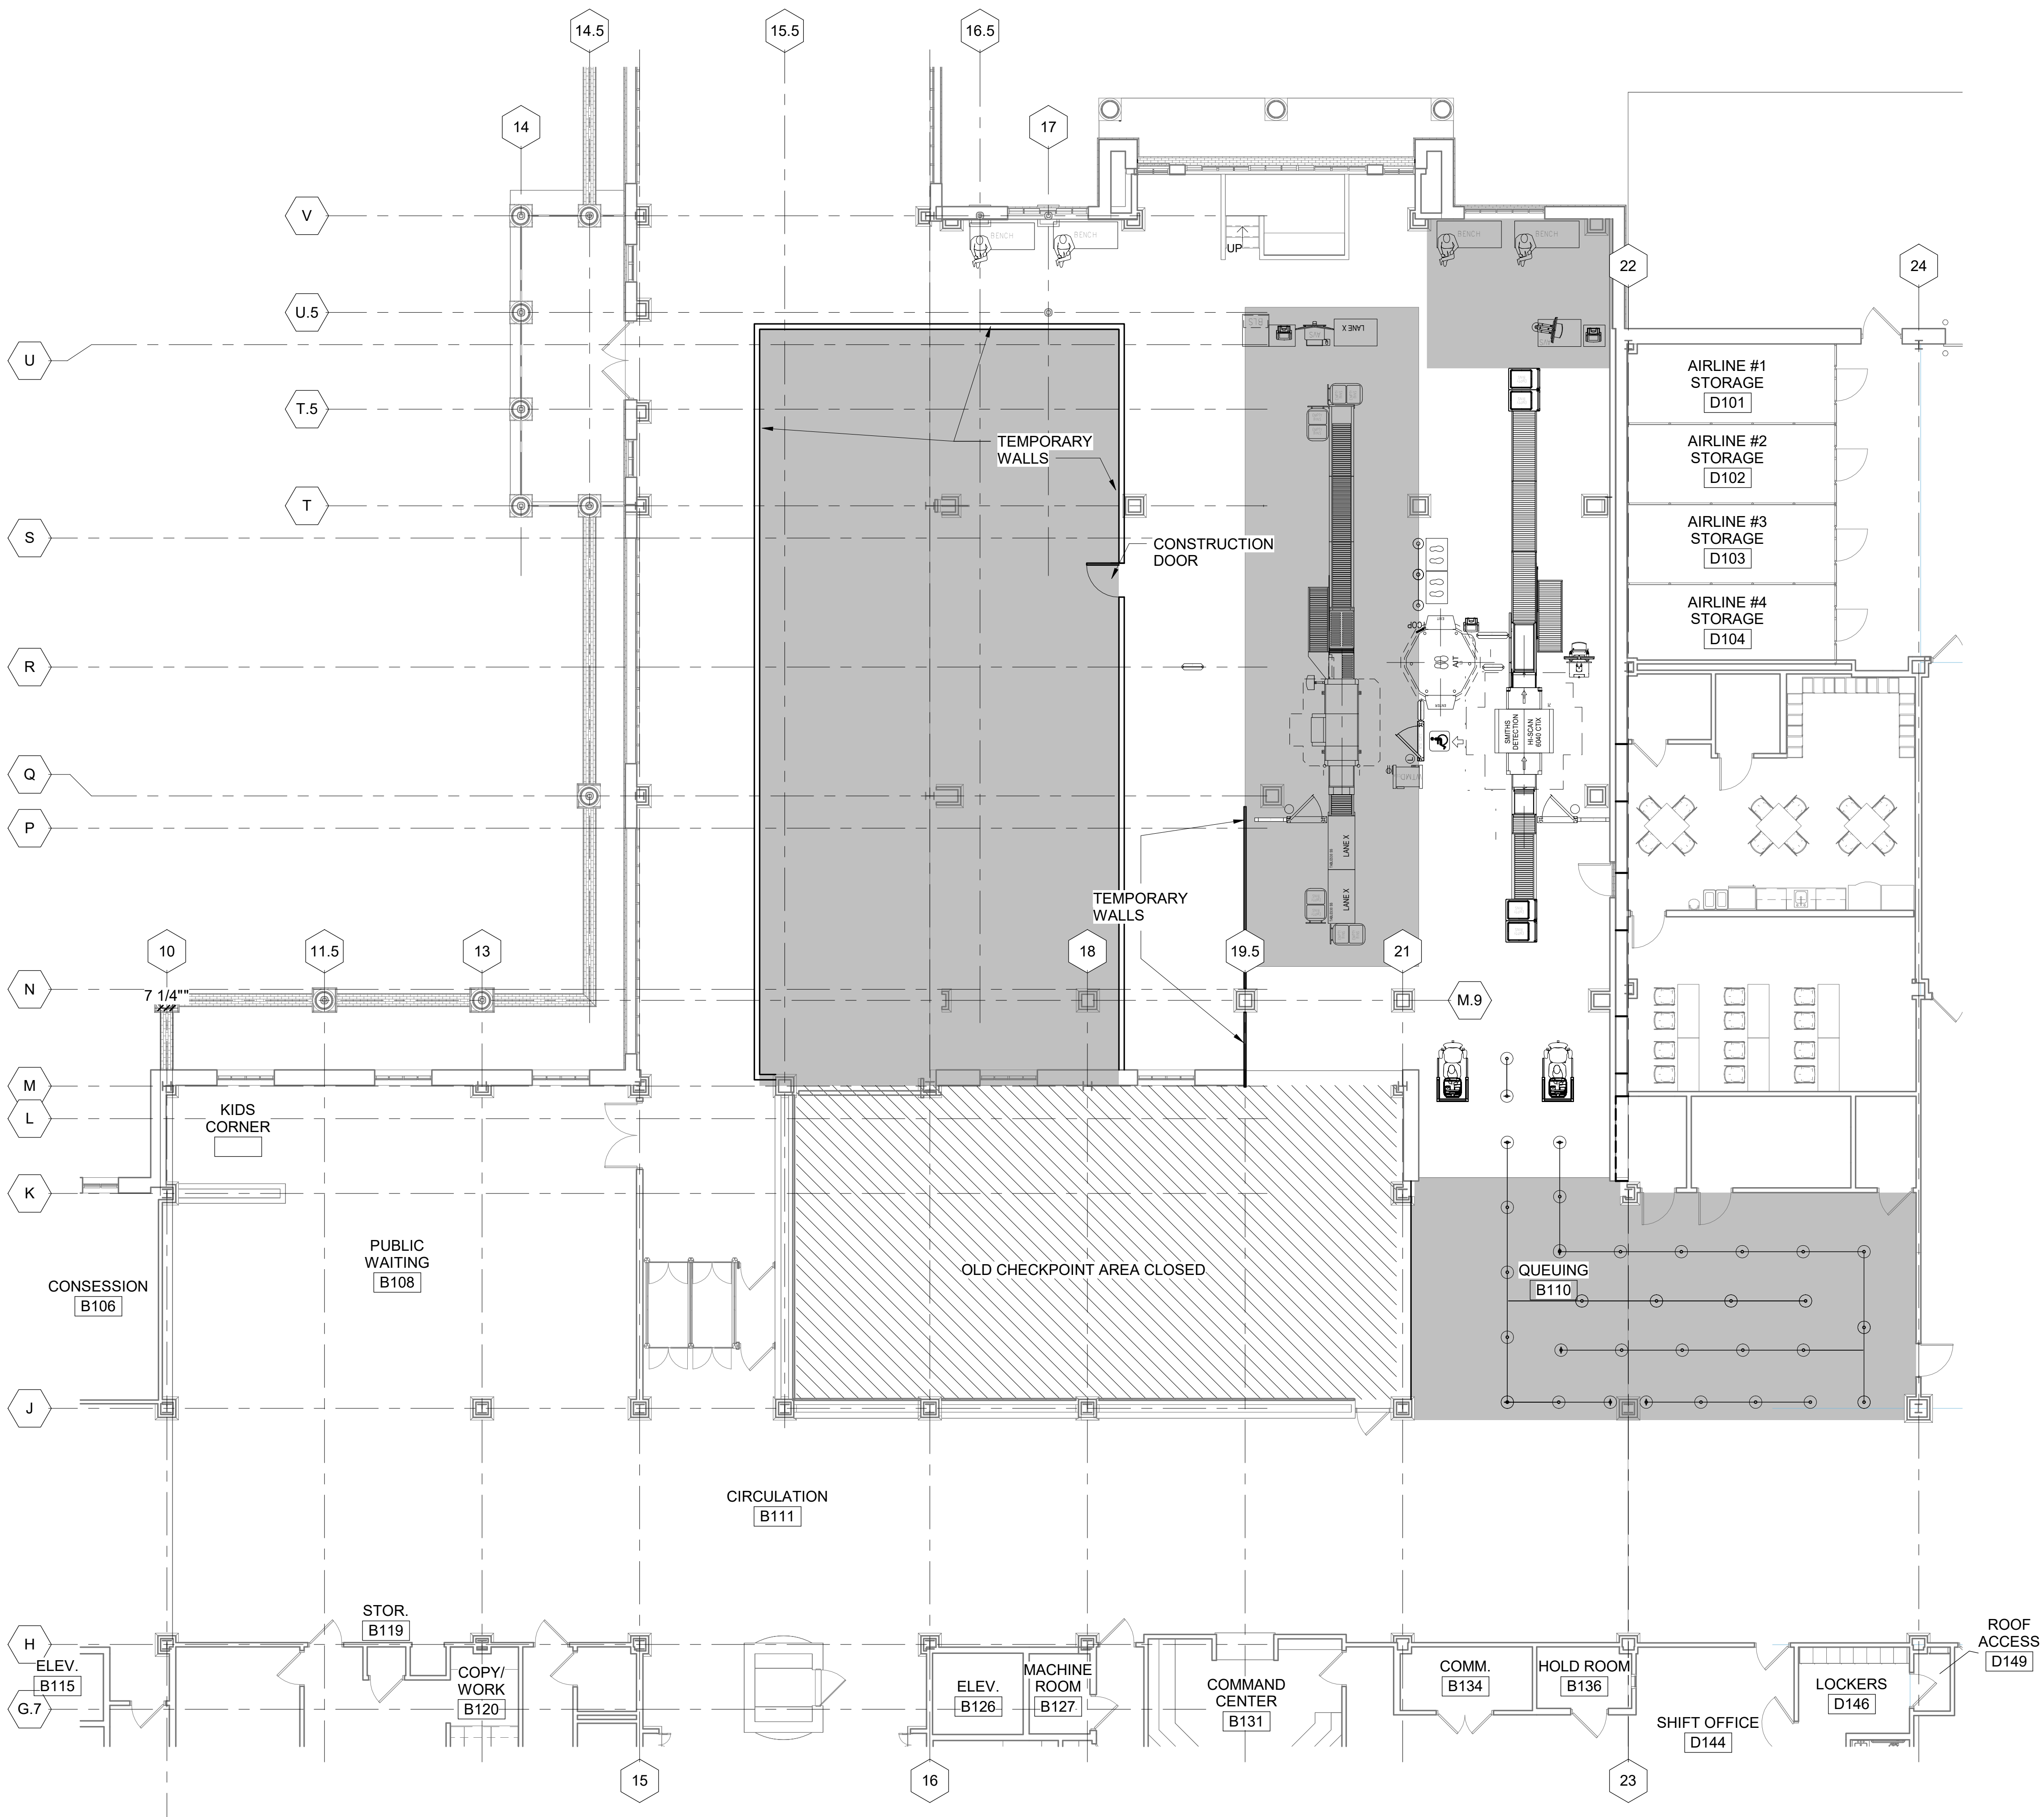 14.5
15.5
16.5
14
17
V
BENCH
BENCH
BENCH
BENCH
UP
22
24
U.5
U
LANE X
AIRLINE #1
STORAGE
D101
T.5
TEMPORARY
WALLS
AIRLINE #2
STORAGE
D102
T
S
CONSTRUCTION
DOOR
AIRLINE #3
STORAGE
D103
AIRLINE #4
STORAGE
D104
R
AIT
SMITHS
DETECTION
HI-SCAN
6040 CTIX
Q
P
LANE X
LANE X
TEMPORARY
WALLS
10
11.5
13
18
19.5
21
N
7 1/4""
M.9
M
L
KIDS
CORNER
K
PUBLIC
WAITING
B108
CONSESSION
B106
OLD CHECKPOINT AREA CLOSED
QUEUING
B110
J
CIRCULATION
B111
STOR.
B119
H
ELEV.
B115
COPY/
WORK
B120
ELEV.
B126
MACHINE
ROOM
B127
COMMAND
CENTER
B131
COMM.
B134
HOLD ROOM
B136
LOCKERS
D146
ROOF
ACCESS
D149
G.7
SHIFT OFFICE
D144
15
16
23